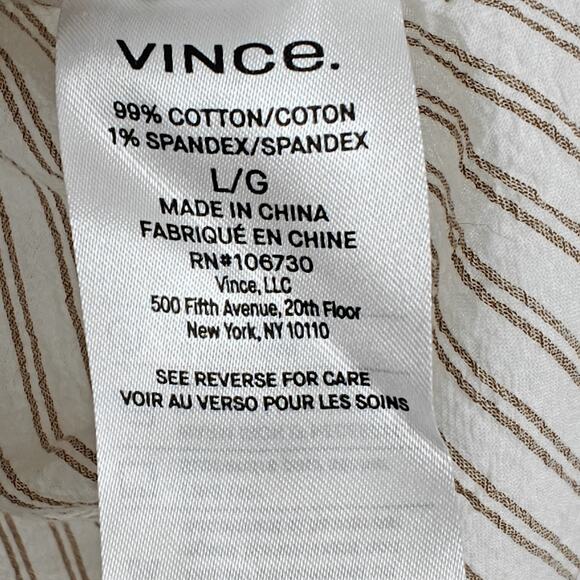 VINCe.
99% COTTON/COTON
1% SPANDEX/SPANDEX
L/G
MADE IN CHINA
FABRIQUÉ EN CHINE
RN#106730
Vince, LLC
500 Fifth Avenue, 20th Floor
New York, NY 10110
SEE REVERSE FOR CARE
VOIR AU VERSO POUR LES SOINS